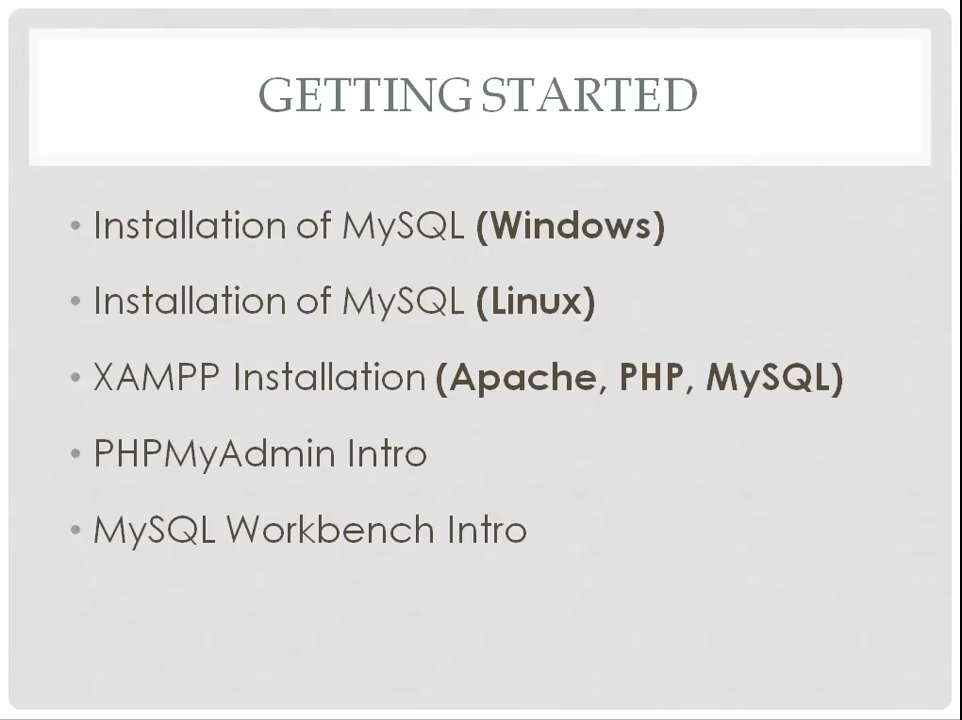 GETTING STARTED
• Installation of MySQL (Windows)
• Installation of MySQL (Linux)
• XAMPP Installation (Apache, PHP, MySQL)
• PHPMyAdmin Intro
• MySQL Workbench Intro